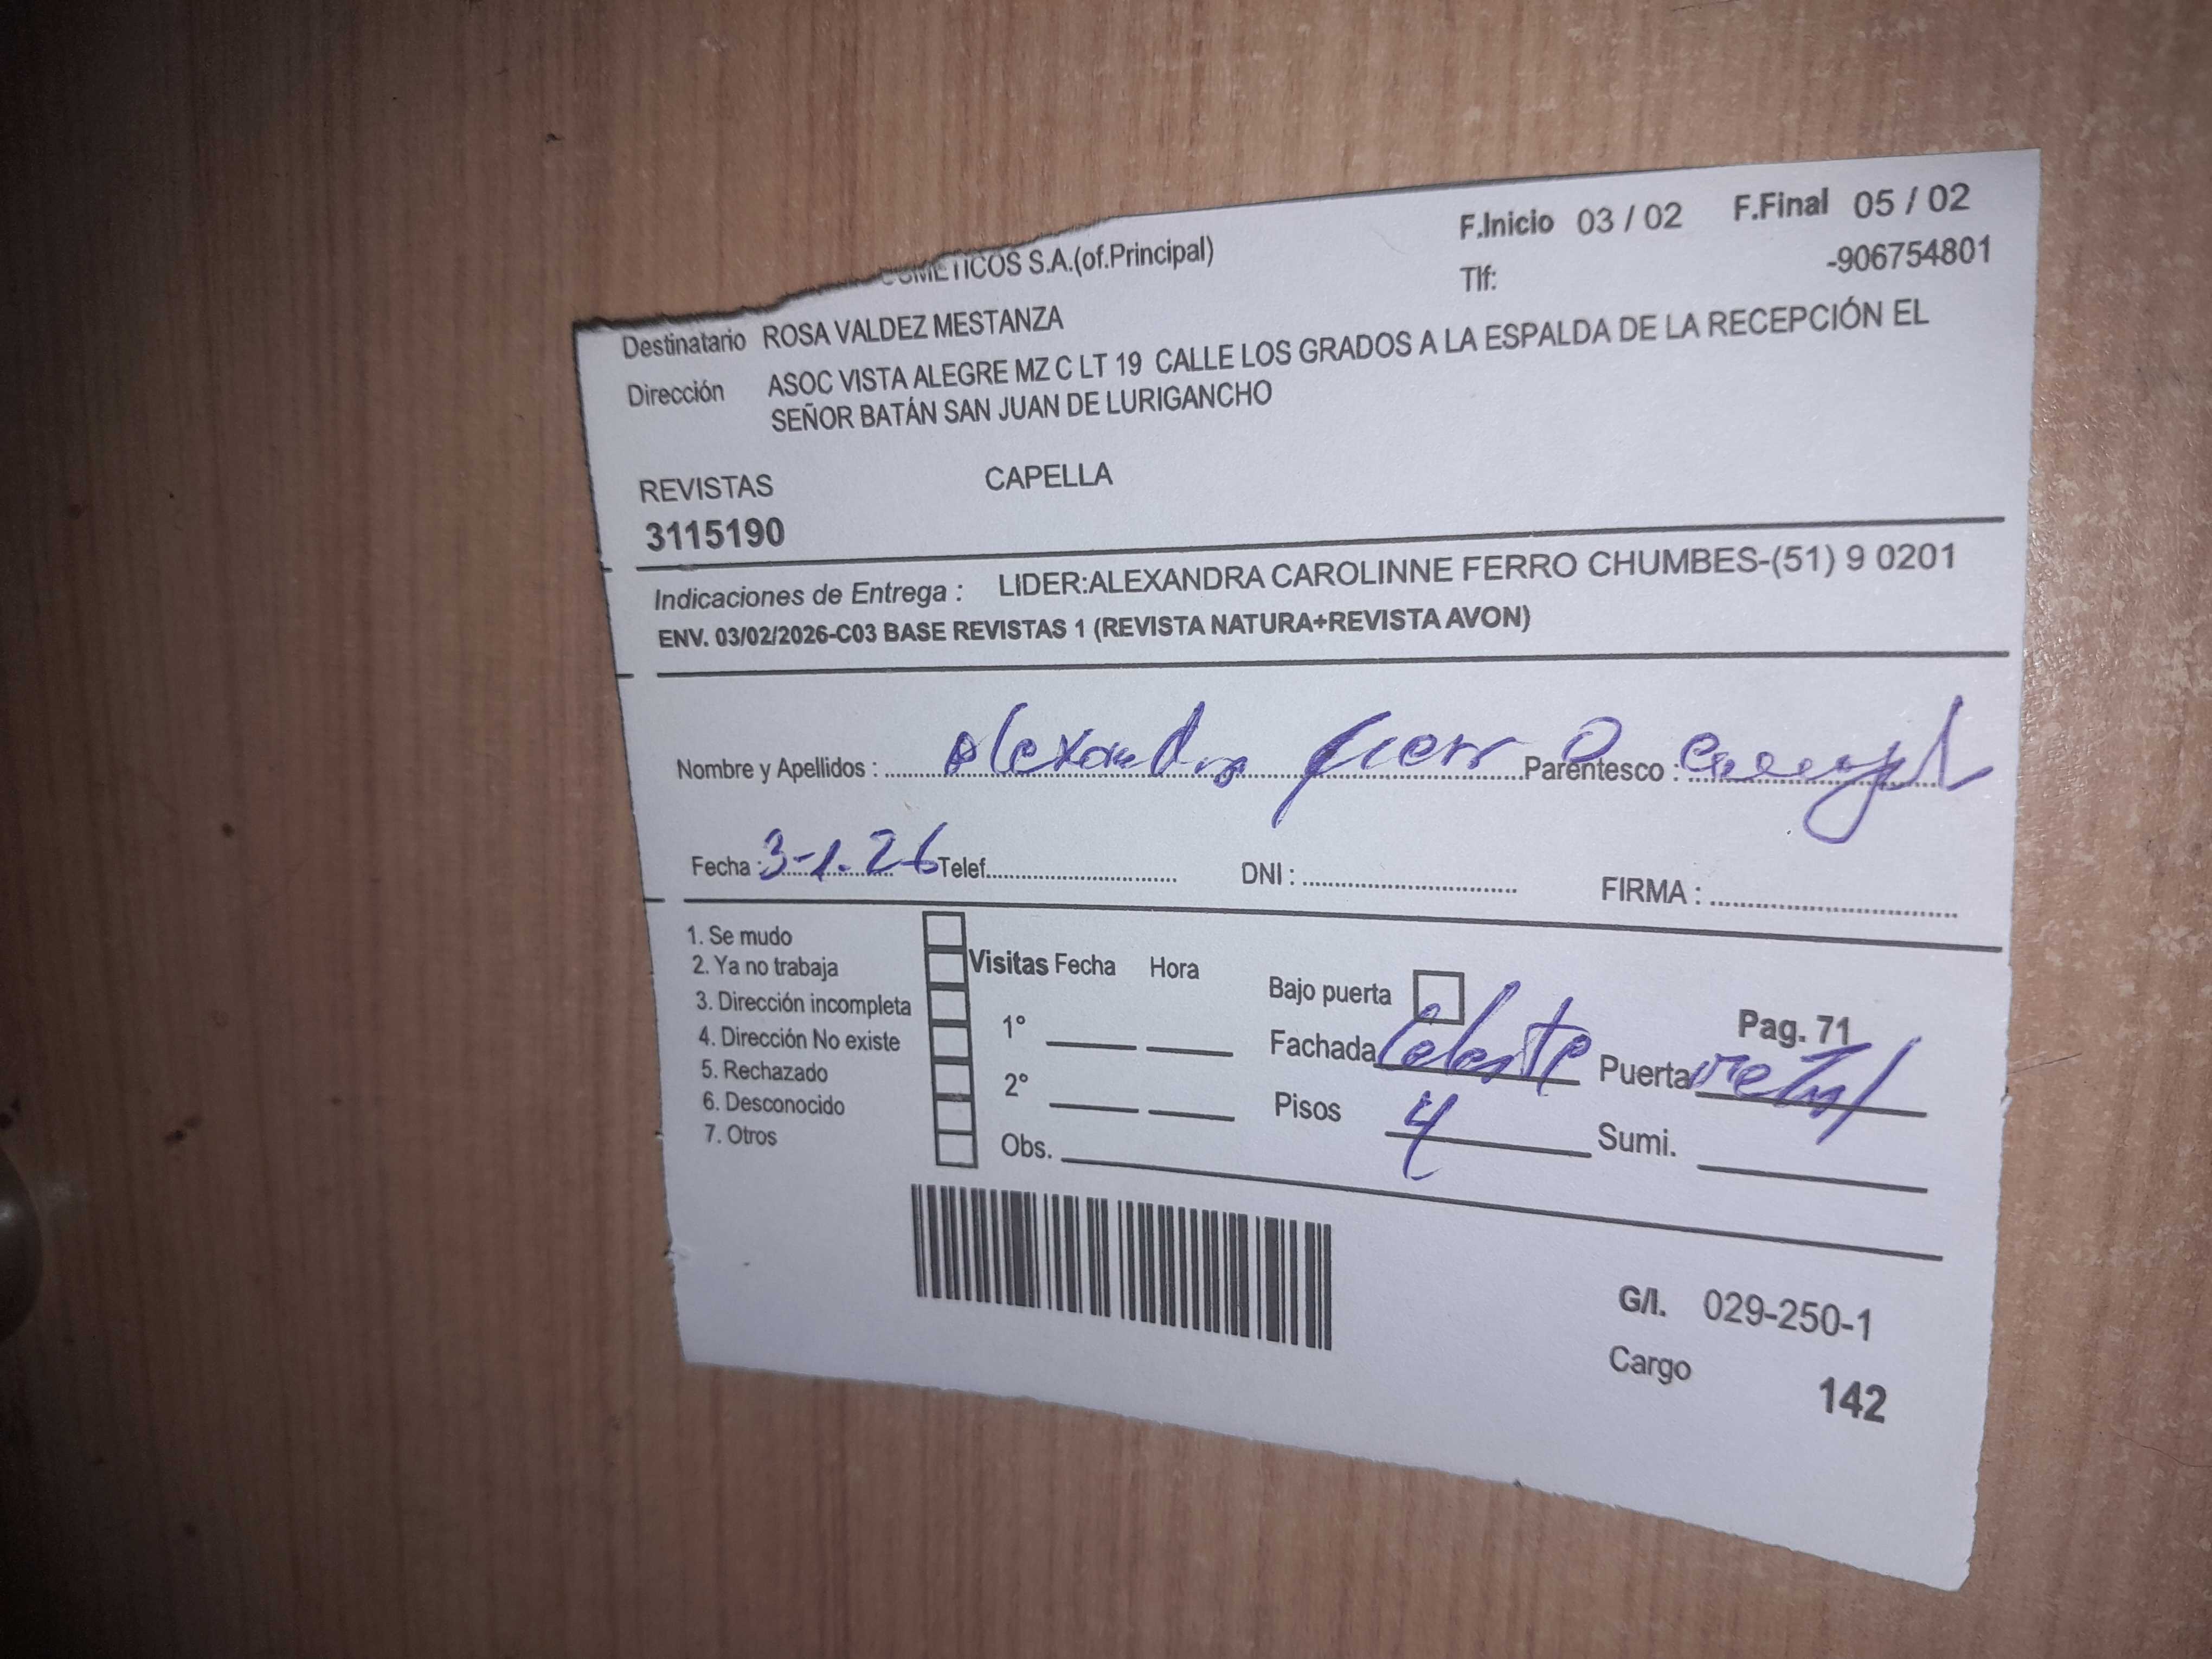 COSMETICOS S.A.(of.Principal)
F.Inicio 03 / 02 F.Final 05 / 02
Tlf: -906754801
Destinatario ROSA VALDEZ MESTANZA
Dirección ASOC VISTA ALEGRE MZ C LT 19 CALLE LOS GRADOS A LA ESPALDA DE LA RECEPCIÓN EL
SEÑOR BATÁN SAN JUAN DE LURIGANCHO
REVISTAS CAPELLA
3115190
Indicaciones de Entrega : LIDER:ALEXANDRA CAROLINNE FERRO CHUMBES-(51) 9 0201
ENV. 03/02/2026-C03 BASE REVISTAS 1 (REVISTA NATURA+REVISTA AVON)
Nombre y Apellidos : Alexandra Fierro Parentesco :
Fecha : 3-1-26 Telef. DNI : FIRMA :
1. Se mudo
2. Ya no trabaja
3. Dirección incompleta
4. Dirección No existe
5. Rechazado
6. Desconocido
7. Otros
Visitas Fecha Hora
1°
2°
Obs.
Bajo puerta
Pag. 71
Fachada Celeste Puerta metal
Pisos 4 Sumi.
G/I. 029-250-1
Cargo 142